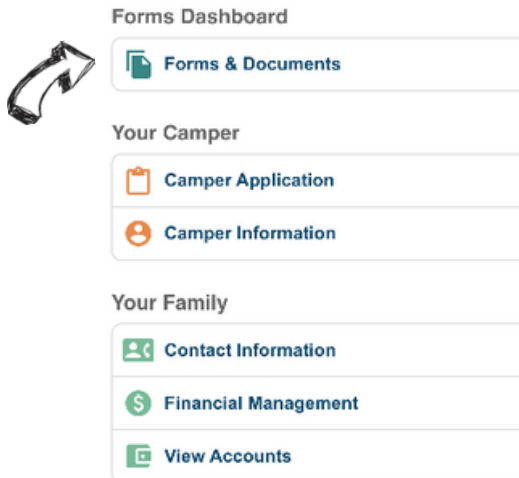 Forms Dashboard
Forms & Documents
Your Camper
Camper Application
Camper Information
Your Family
Contact Information
Financial Management
View Accounts